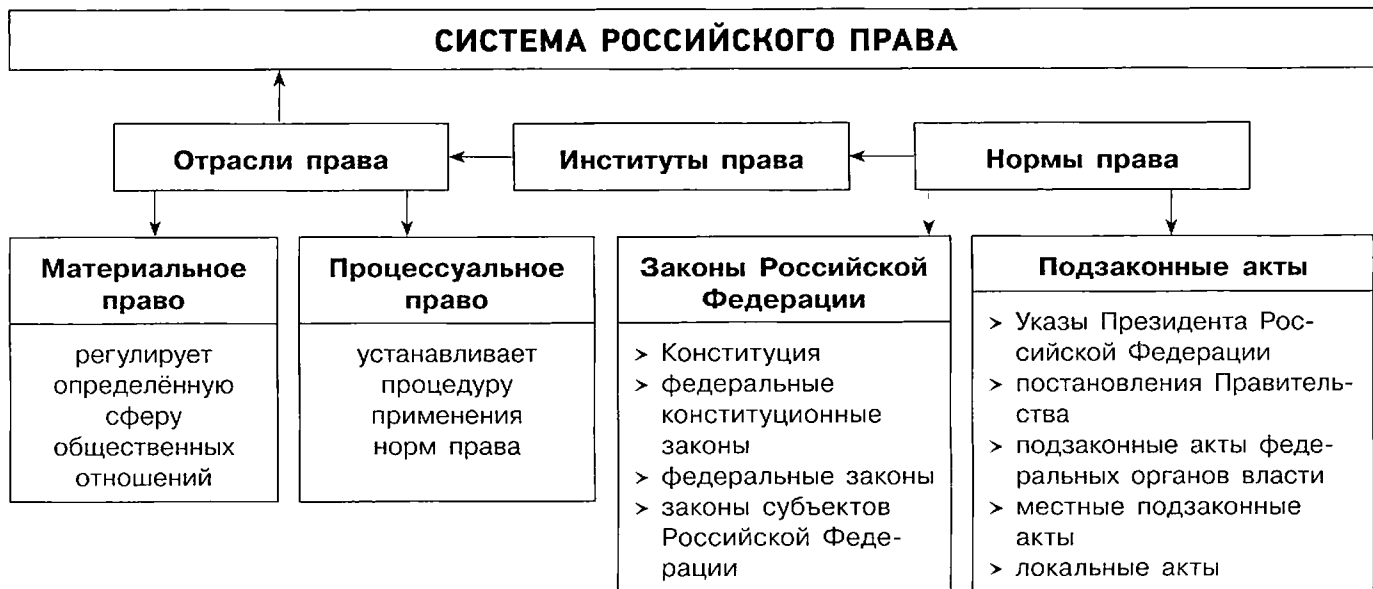 СИСТЕМА РОССИЙСКОГО ПРАВА
Отрасли права
Институты права
Нормы права
Материальное
право
регулирует
определённую
сферу
общественных
отношений
Процессуальное
право
устанавливает
процедуру
применения
норм права
Законы Российской
Федерации
> Конституция
> федеральные
конституционные
законы
> федеральные законы
> законы субъектов
Российской Феде-
рации
Подзаконные акты
> Указы Президента Рос-
сийской Федерации
> постановления Правитель-
ства
> подзаконные акты фе-
деральных органов власти
> местные подзаконные
акты
> локальные акты